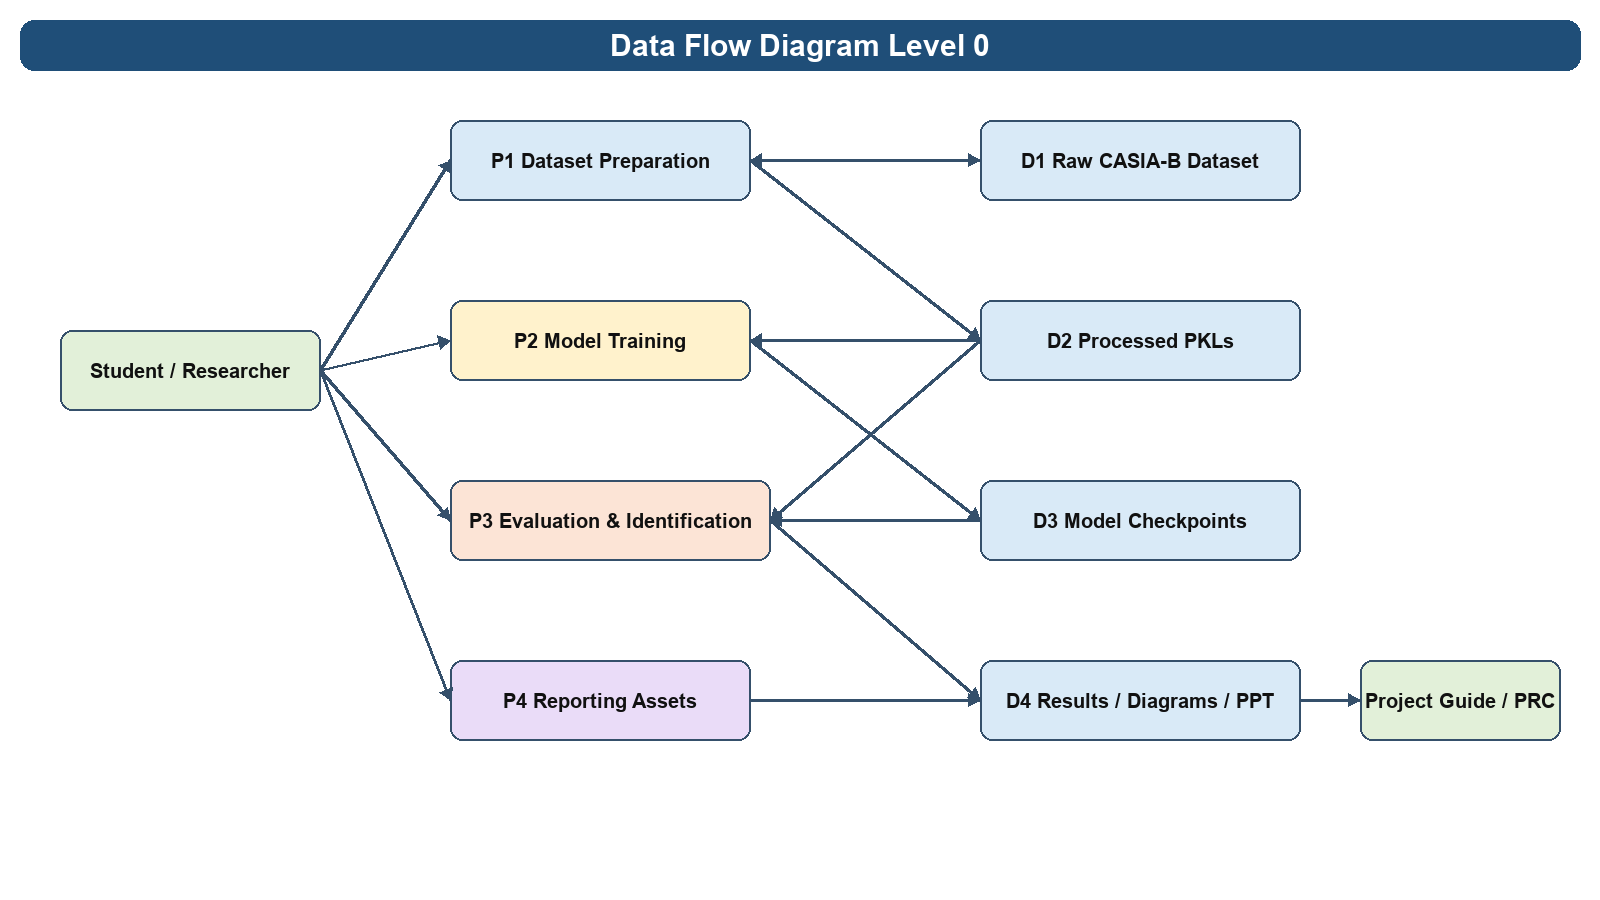 Data Flow Diagram Level 0
P1 Dataset Preparation
D1 Raw CASIA-B Dataset
P2 Model Training
D2 Processed PKLs
Student / Researcher
P3 Evaluation & Identification
D3 Model Checkpoints
P4 Reporting Assets
D4 Results / Diagrams / PPT
Project Guide / PRC